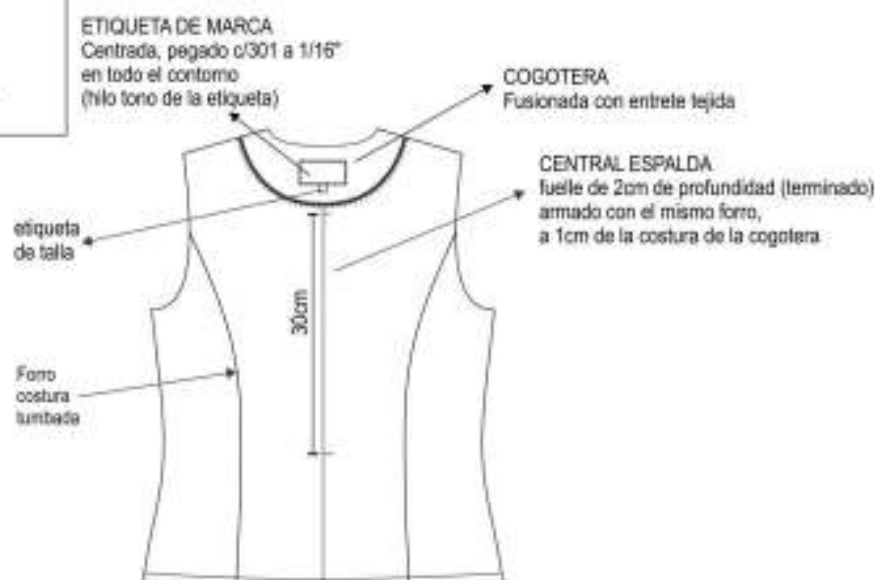 ETIQUETA DE MARCA
Centrada, pegado c/301 a 1/16"
en todo el contorno
(hilo tono de la etiqueta)
COGOTERA
Fusionada con entrete tejida
CENTRAL ESPALDA
fuelle de 2cm de profundidad (terminado)
armado con el mismo forro,
a 1cm de la costura de la cogotera
etiqueta
de talla
30cm
Forro
costura
tumbada